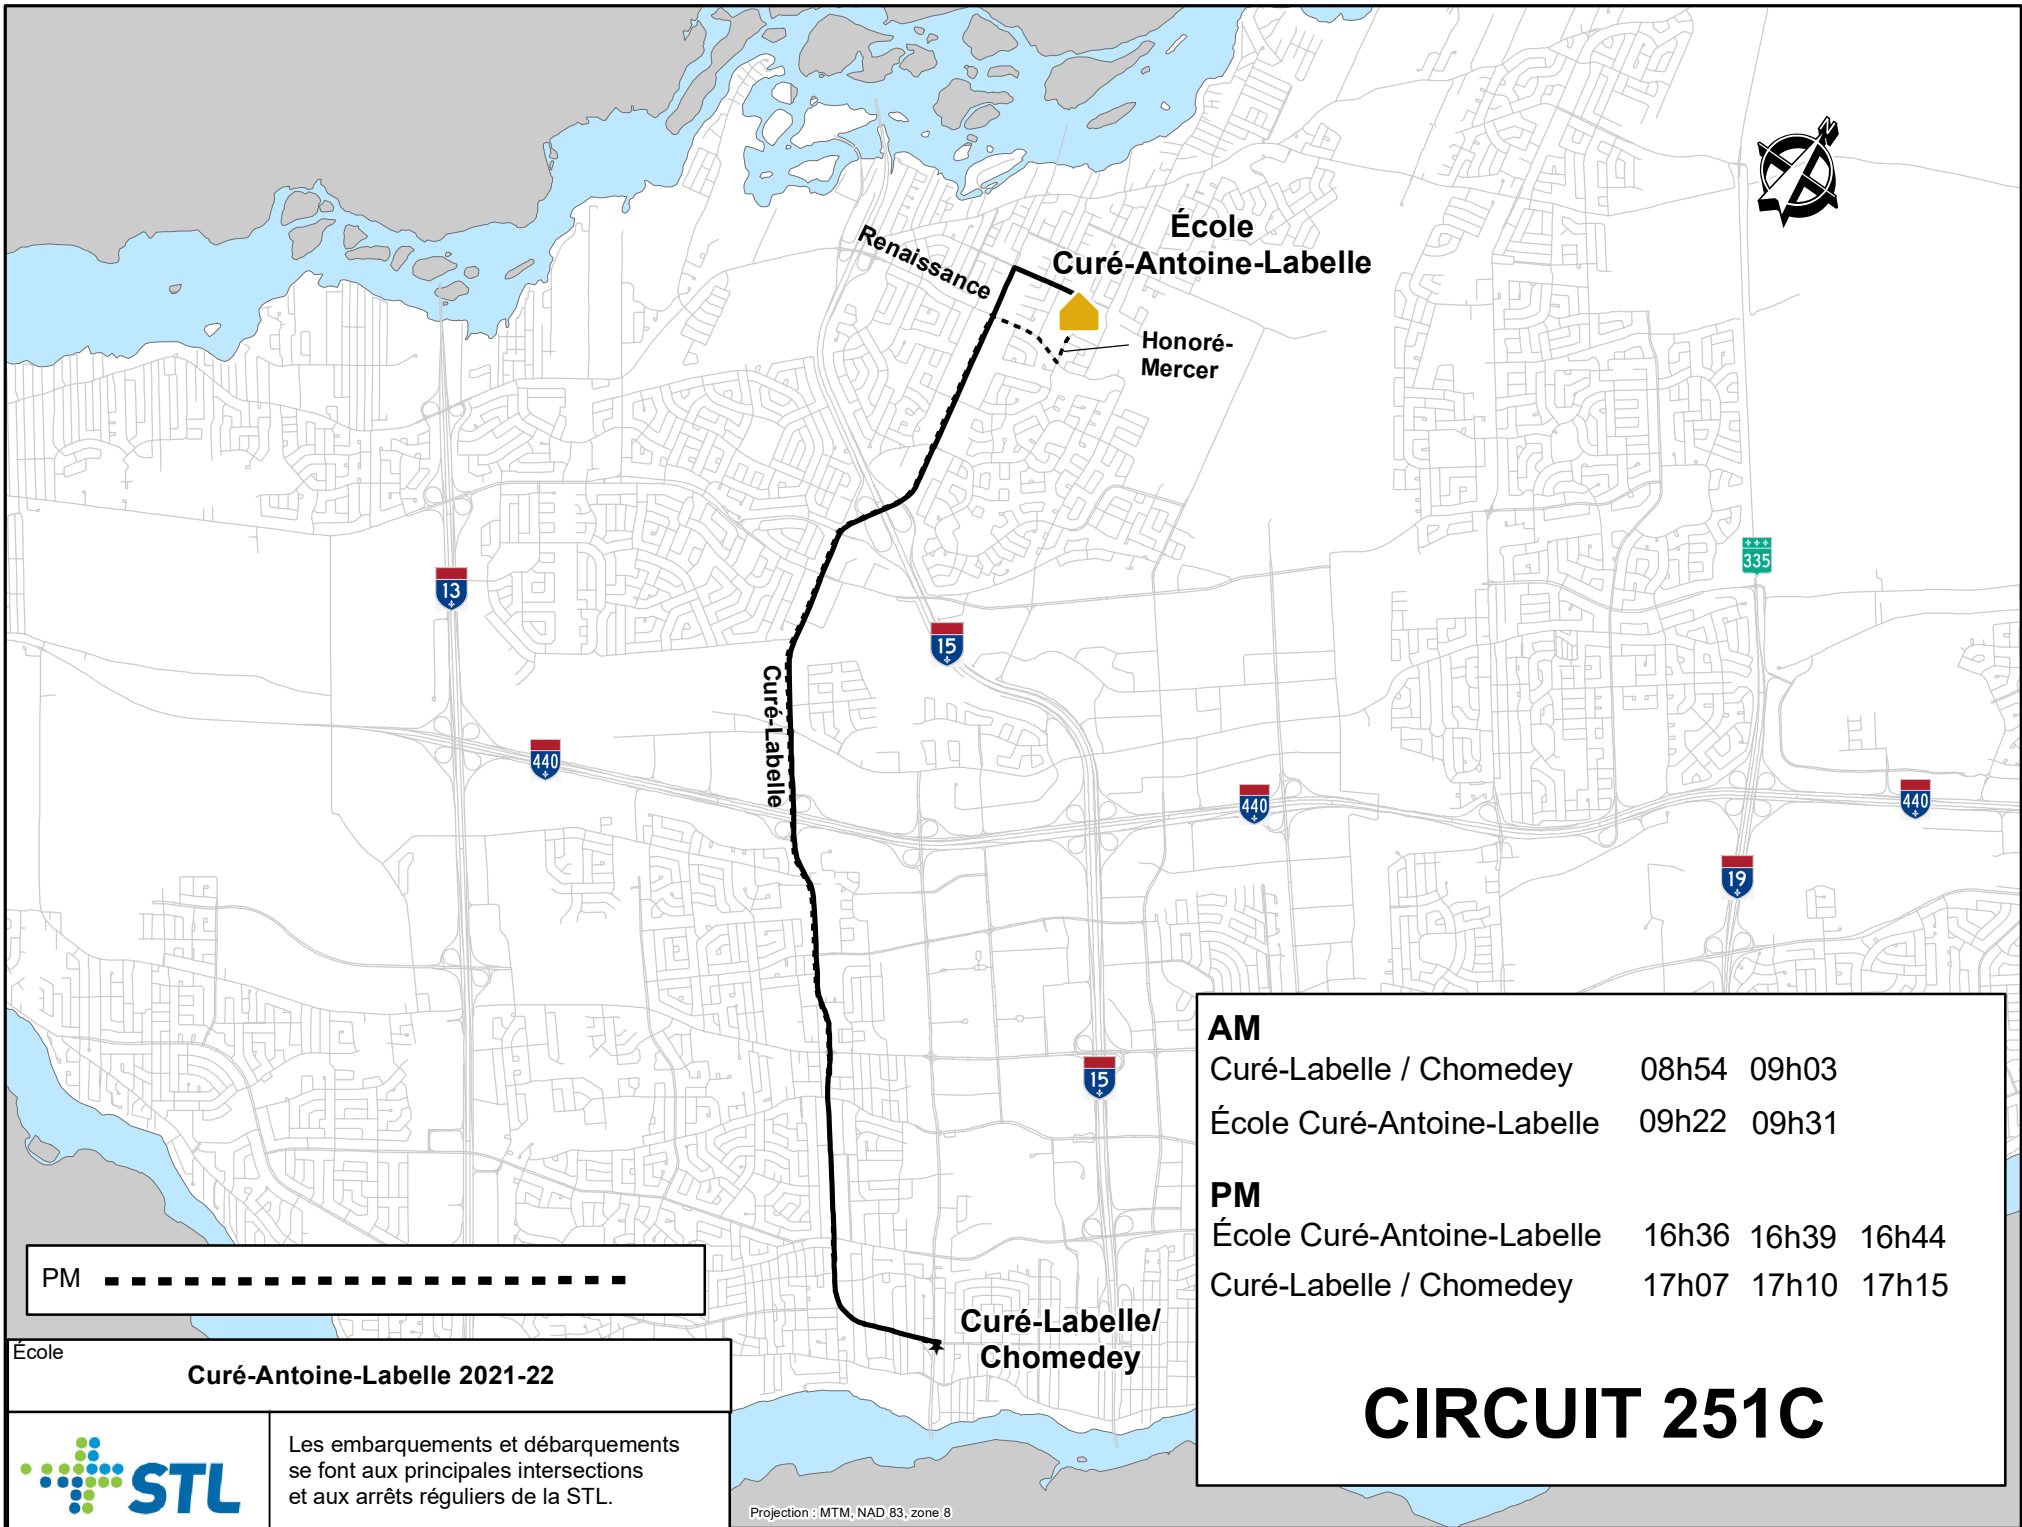 N
École
Curé-Antoine-Labelle
Renaissance
Honoré-
Mercer
335
13
15
Curé-Labelle
440
440
440
19
15
AM
Curé-Labelle / Chomedey 08h54 09h03
École Curé-Antoine-Labelle 09h22 09h31
PM
École Curé-Antoine-Labelle 16h36 16h39 16h44
Curé-Labelle / Chomedey 17h07 17h10 17h15
CIRCUIT 251C
PM
Curé-Labelle/
Chomedey
École
Curé-Antoine-Labelle 2021-22
STL
Les embarquements et débarquements
se font aux principales intersections
et aux arrêts réguliers de la STL.
Projection : MTM, NAD 83, zone 8